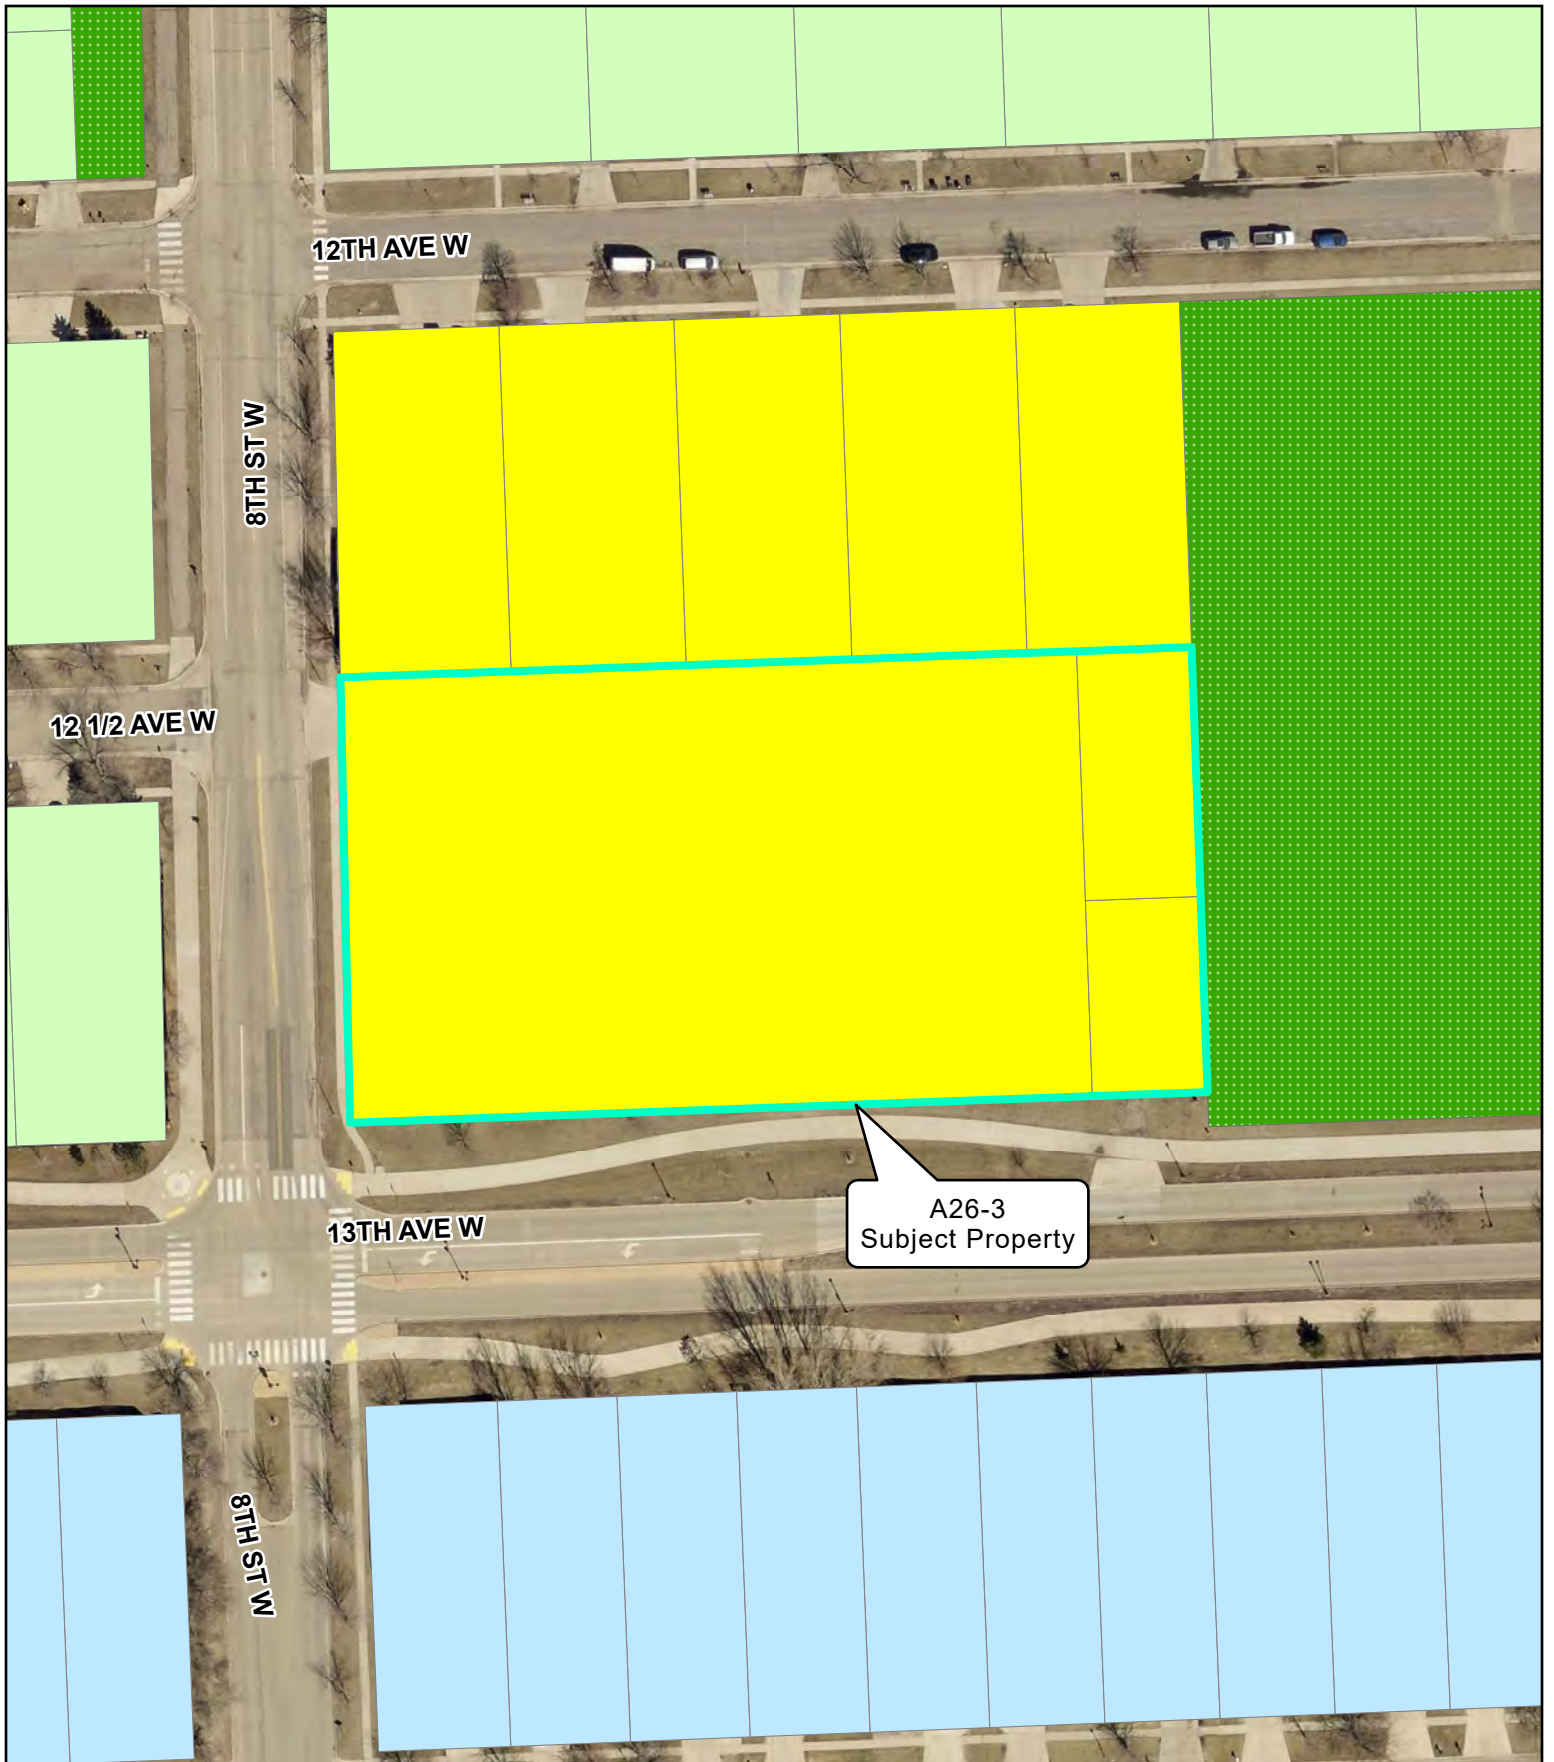 12TH AVE W
8TH ST W
12 1/2 AVE W
A26-3
Subject Property
13TH AVE W
8TH ST W